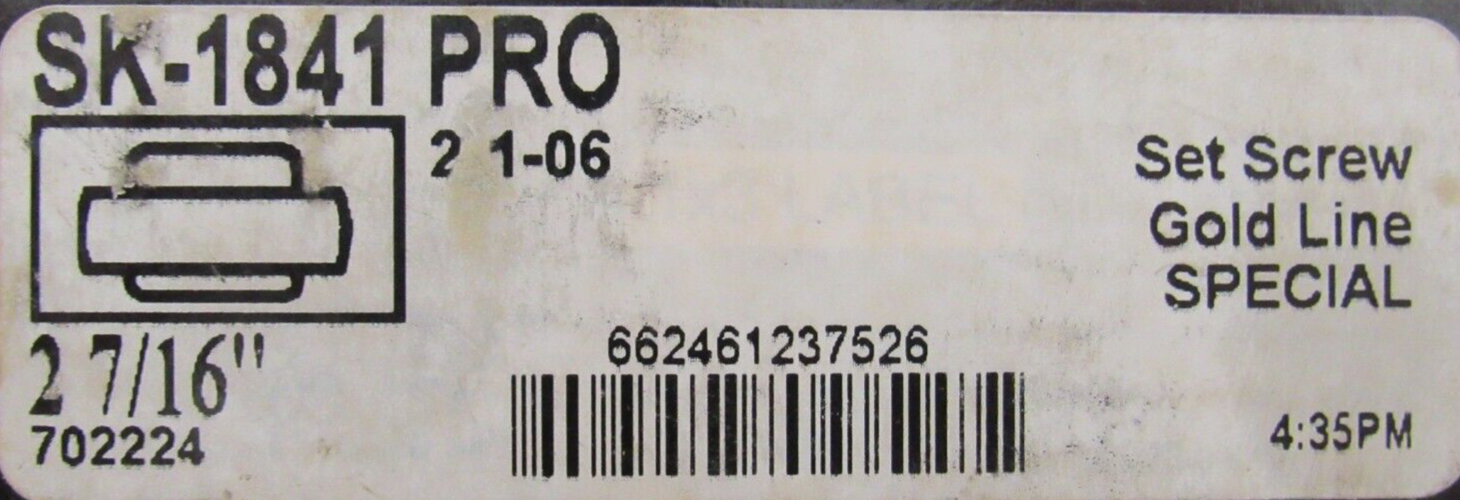 SK-1841 PRO
2 1-06
Set Screw
Gold Line
SPECIAL
2 7/16"
662461237526
702224
4:35PM